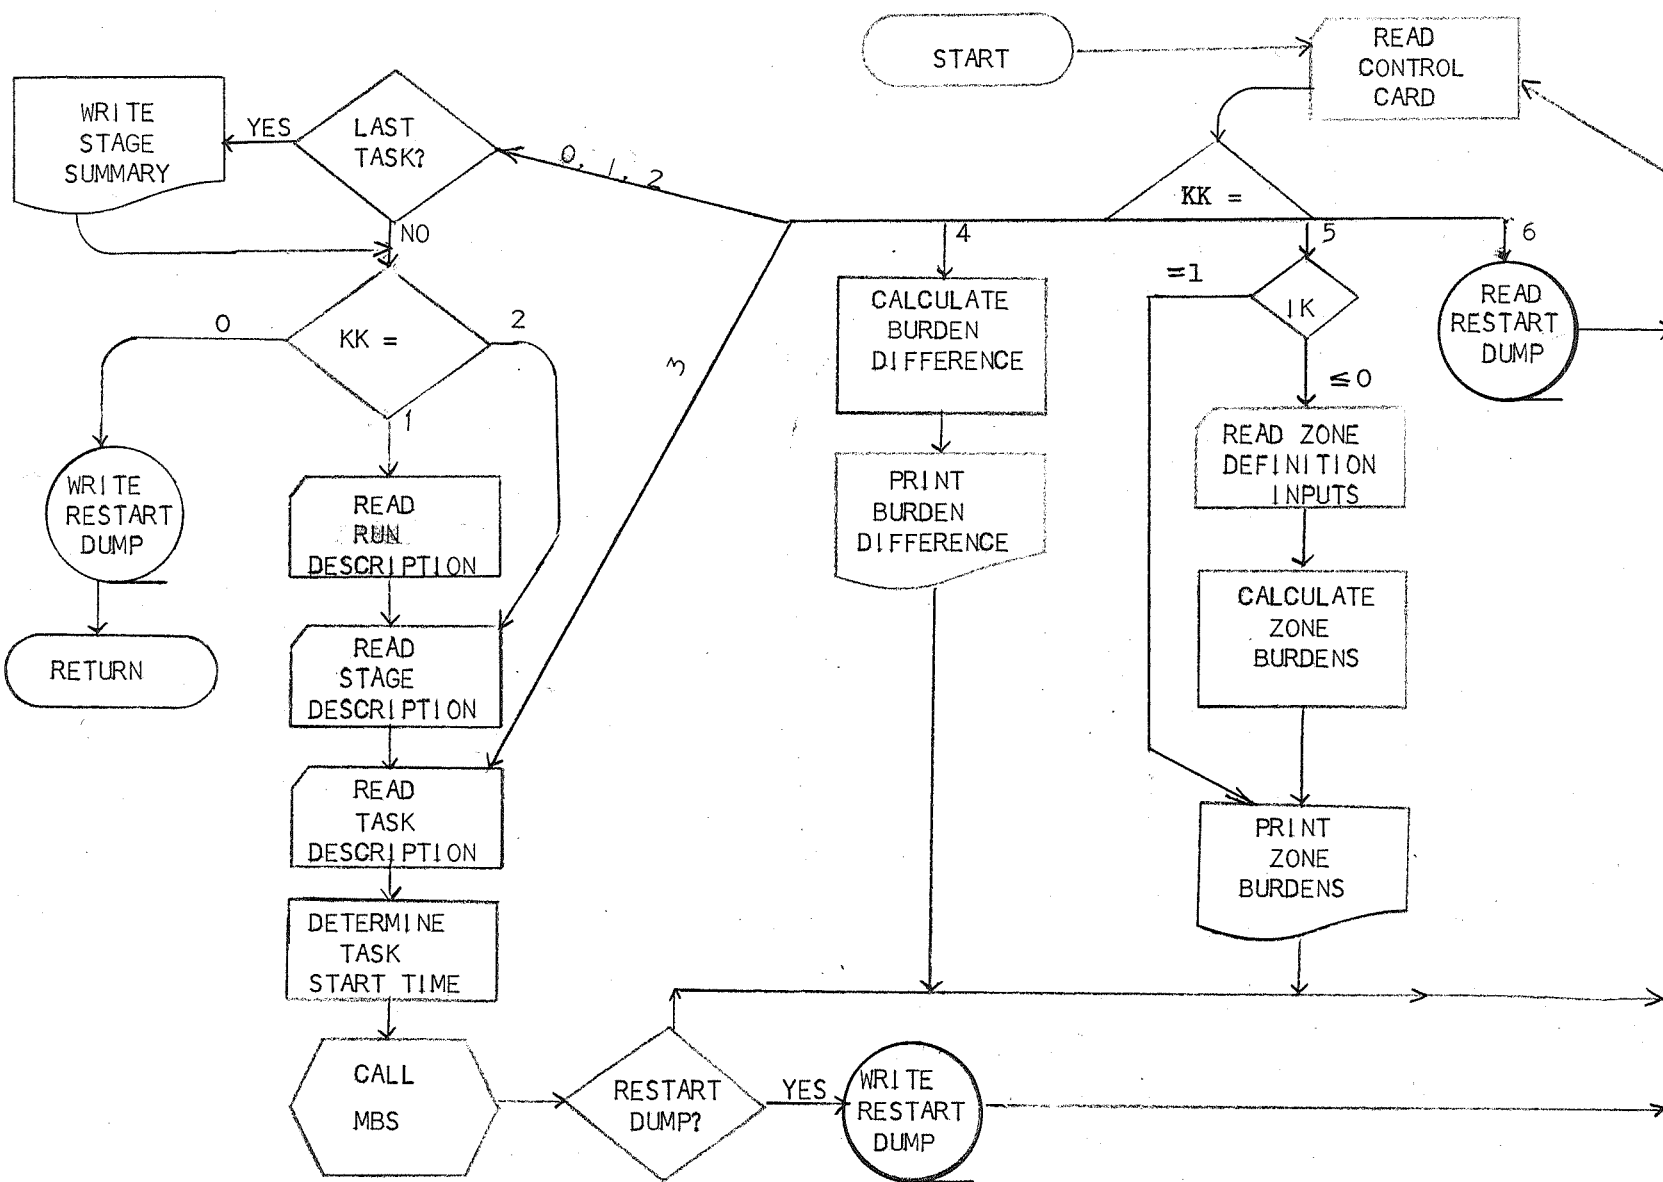 START
READ
CONTROL
CARD
KK =
0, 1, 2
3
4
5
6
LAST
TASK?
YES
WRITE
STAGE
SUMMARY
NO
KK =
0
1
2
WRITE
RESTART
DUMP
RETURN
READ
RUN
DESCRIPTION
READ
STAGE
DESCRIPTION
READ
TASK
DESCRIPTION
DETERMINE
TASK
START TIME
CALL
MBS
RESTART
DUMP?
YES
WRITE
RESTART
DUMP
CALCULATE
BURDEN
DIFFERENCE
PRINT
BURDEN
DIFFERENCE
IK
=1
≤0
READ ZONE
DEFINITION
INPUTS
CALCULATE
ZONE
BURDENS
PRINT
ZONE
BURDENS
READ
RESTART
DUMP